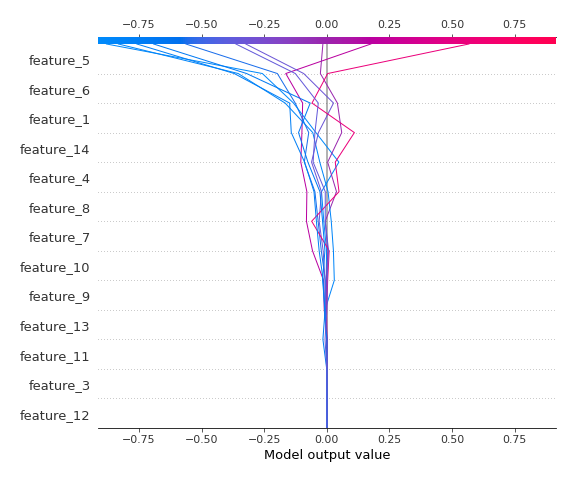 −0.75 −0.50 −0.25 0.00 0.25 0.50 0.75
feature_5
feature_6
feature_1
feature_14
feature_4
feature_8
feature_7
feature_10
feature_9
feature_13
feature_11
feature_3
feature_12
−0.75 −0.50 −0.25 0.00 0.25 0.50 0.75
Model output value